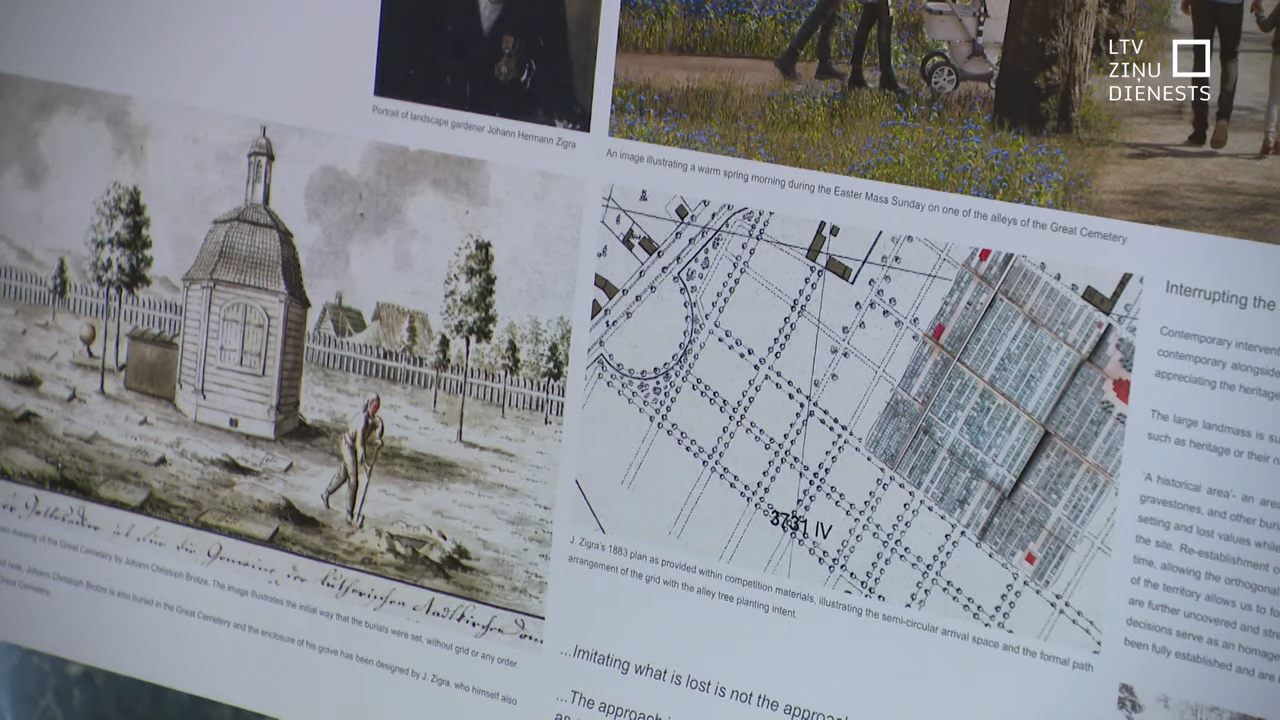 LTV
ZIŅU
DIENESTS
Portrait of landscape gardener Johann Hermann Zigra
An image illustrating a warm spring morning during the Easter Mass Sunday on one of the alleys of the Great Cemetery.
3731 IV
J. Zigra's 1883 plan as provided within competition materials, illustrating the semi-circular arrival space and the formal path
arrangement of the grid with the alley tree planting intent.
drawing of the Great Cemetery by Johann Christoph Brotze. The image illustrates the initial way that the burials were set, without grid or any order.
note, Johann Christoph Brotze is also buried in the Great Cemetery and the enclosure of his grave has been designed by J. Zigra, who himself also
Great Cemetery.
...Imitating what is lost is not the approach
...The approach
Interrupting the
Contemporary
contemporary alongside
appreciating the heritage
The large landmass is
such as heritage or their
'A historical area'- an
gravestones, and other
setting and lost values while
the site. Re-establishment
time, allowing the
of the territory allows us to
are further uncovered and
decisions serve as an homage
been fully established and are